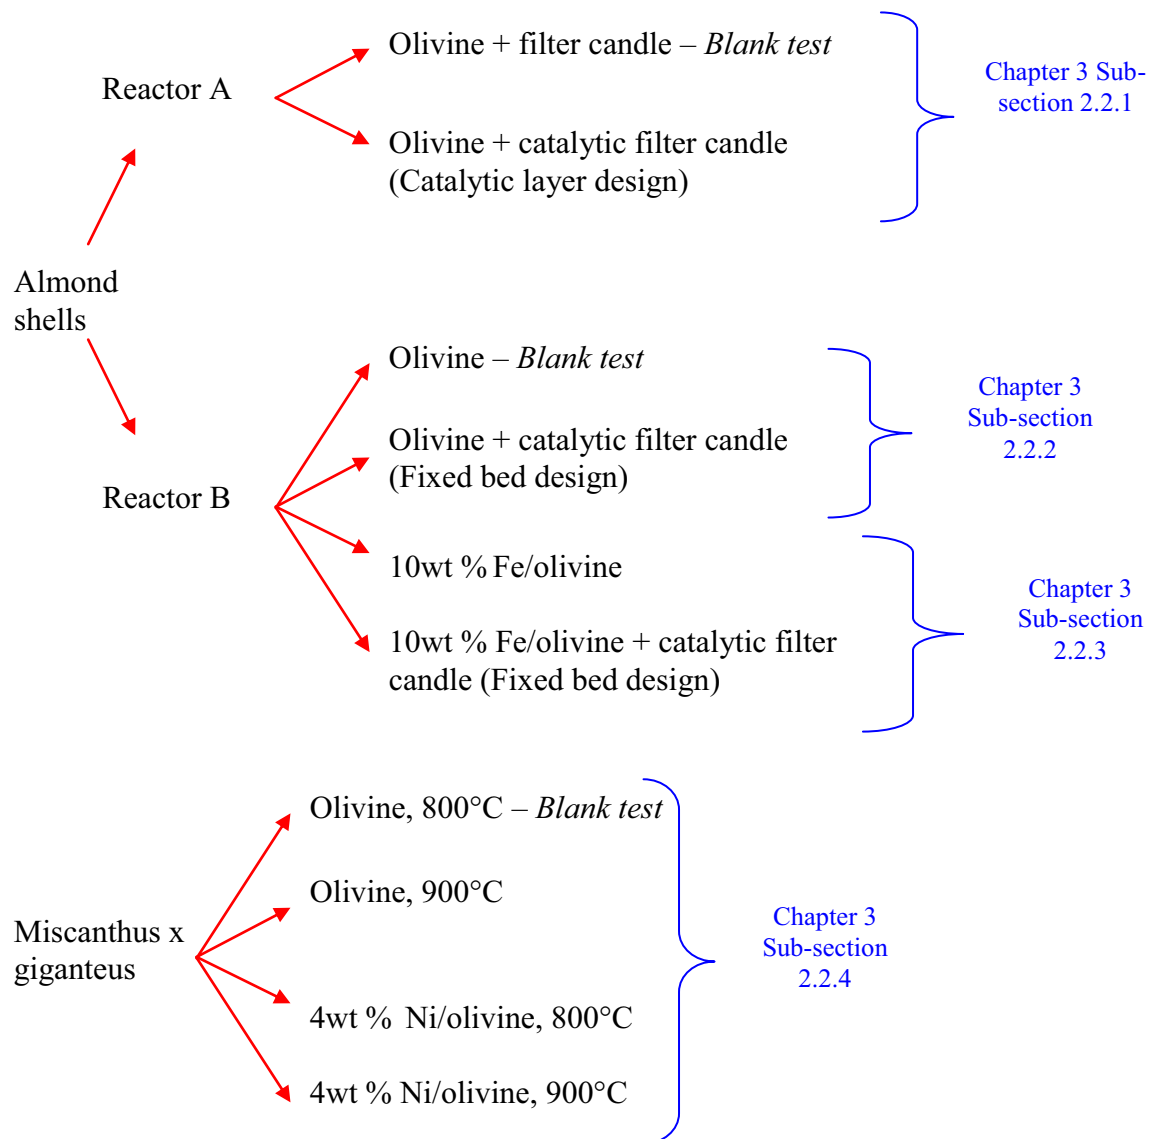 Olivine + filter candle – Blank test
Chapter 3 Sub-
section 2.2.1
Reactor A
Olivine + catalytic filter candle
(Catalytic layer design)
Almond
shells
Olivine – Blank test
Chapter 3
Sub-section
2.2.2
Olivine + catalytic filter candle
(Fixed bed design)
Reactor B
10wt % Fe/olivine
Chapter 3
Sub-section
2.2.3
10wt % Fe/olivine + catalytic filter
candle (Fixed bed design)
Olivine, 800°C – Blank test
Olivine, 900°C
Miscanthus x
giganteus
Chapter 3
Sub-section
2.2.4
4wt % Ni/olivine, 800°C
4wt % Ni/olivine, 900°C